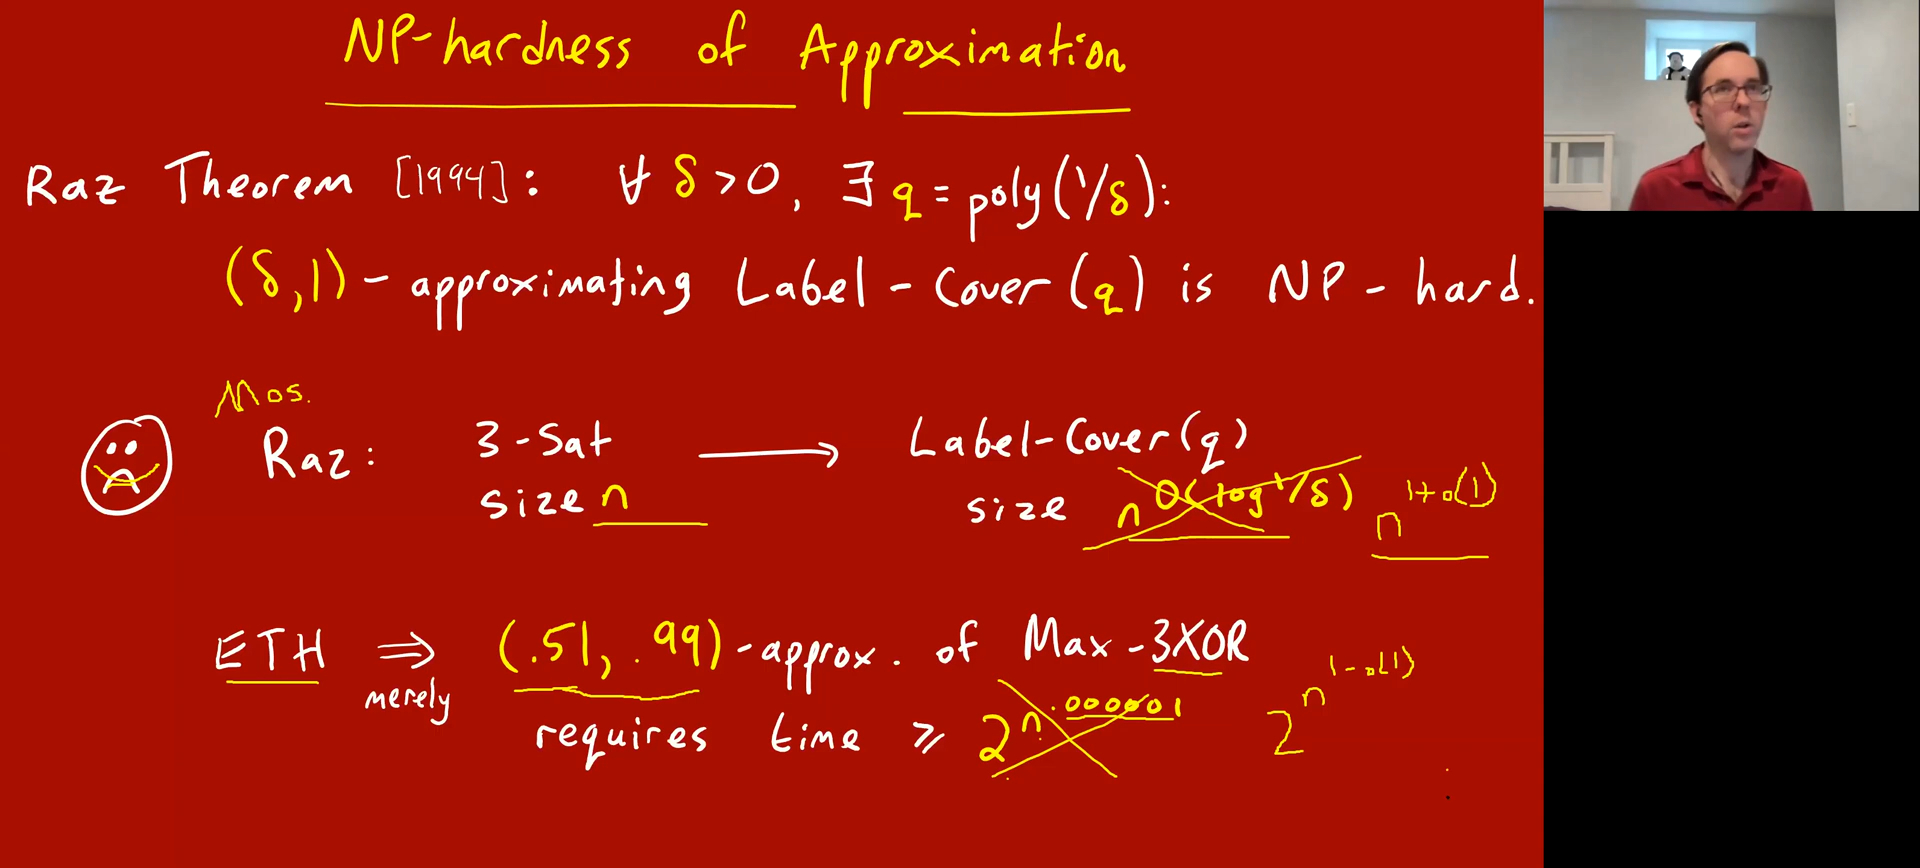 NP-hardness of Approximation
Raz Theorem [1994]: ∀ δ > 0, ∃ q = poly(1/δ):
(δ,1) - approximating Label-Cover(q) is NP-hard.
Mos.
Raz: 3-Sat ⟶ Label-Cover(q)
size n size n^O(log 1/δ) n^1+o(1)
ETH ⇒ (.51, .99)-approx. of Max-3XOR
merely requires time ≥ 2^n^.000001 2^n^1-o(1)